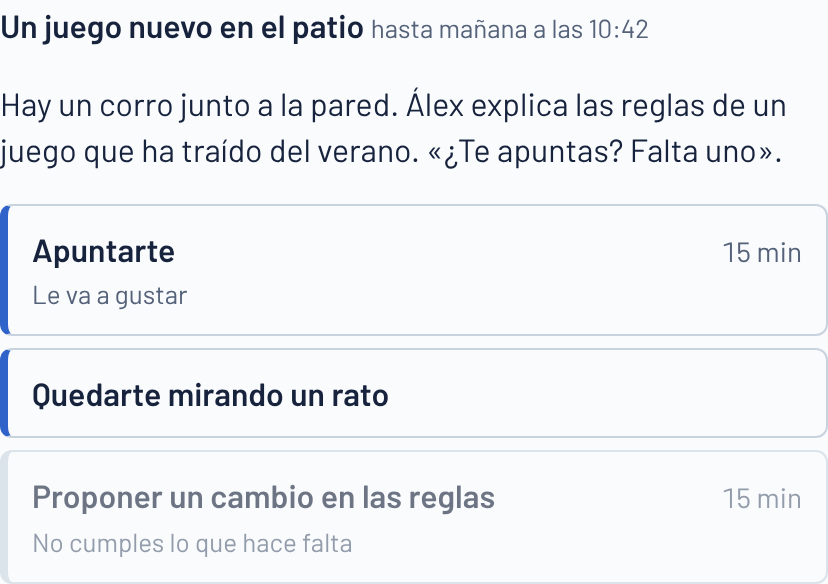 Un juego nuevo en el patio hasta mañana a las 10:42
Hay un corro junto a la pared. Álex explica las reglas de un
juego que ha traído del verano. «¿Te apuntas? Falta uno».
Apuntarte 15 min
Le va a gustar
Quedarte mirando un rato
Proponer un cambio en las reglas 15 min
No cumples lo que hace falta